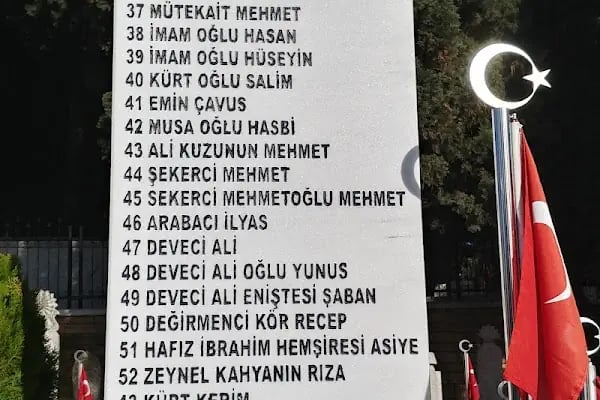 37 MÜTEKAİT MEHMET
38 İMAM OĞLU HASAN
39 İMAM OĞLU HÜSEYİN
40 KÜRT OĞLU SALİM
41 EMİN ÇAVUS
42 MUSA OĞLU HASBİ
43 ALİ KUZUNUN MEHMET
44 ŞEKERCİ MEHMET
45 SEKERCİ MEHMETOĞLU MEHMET
46 ARABACI İLYAS
47 DEVECİ ALİ
48 DEVECİ ALİ OĞLU YUNUS
49 DEVECİ ALİ ENİŞTESİ ŞABAN
50 DEĞİRMENCİ KÖR RECEP
51 HAFIZ İBRAHİM HEMŞİRESİ ASİYE
52 ZEYNEL KAHYANIN RIZA
KÜRT KERİM